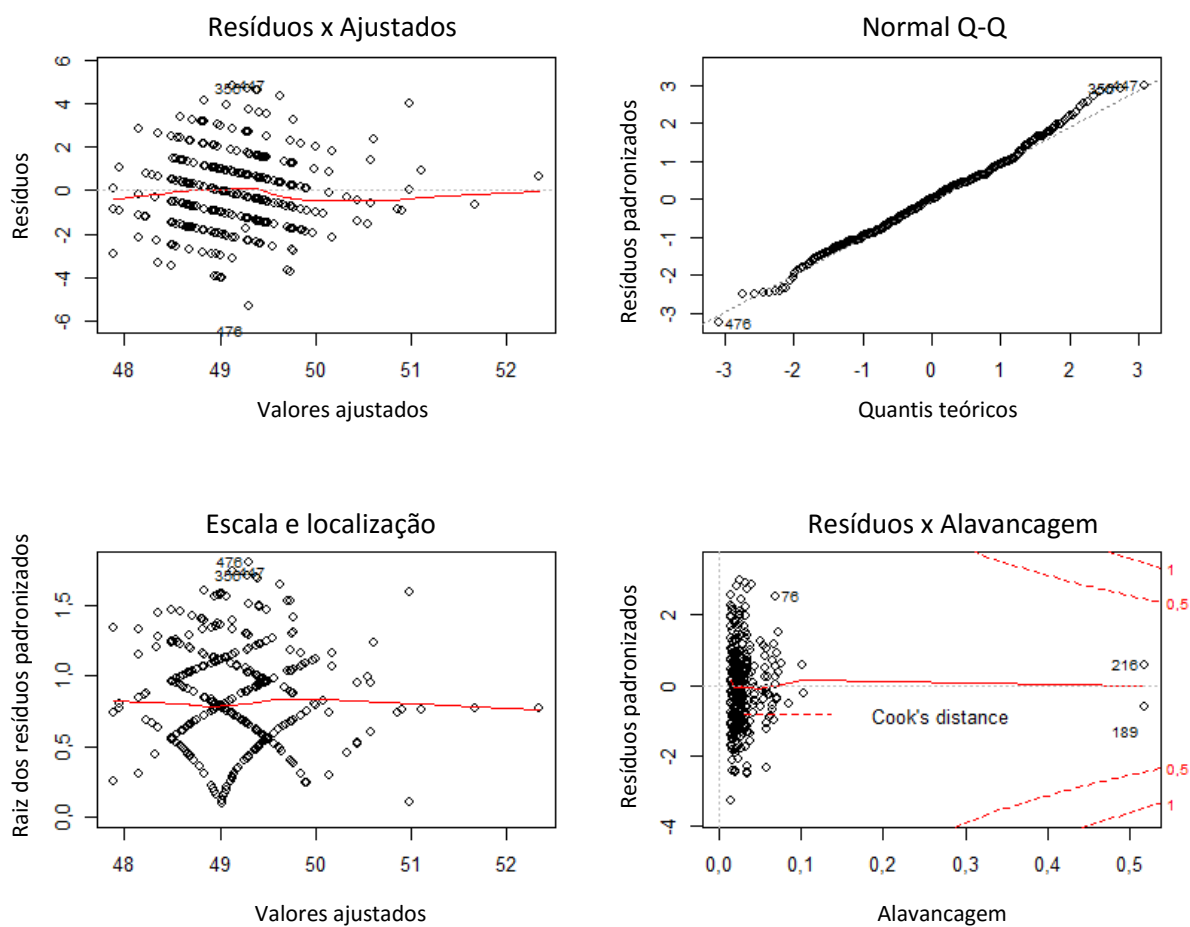 Resíduos x Ajustados
Resíduos
6
4
2
0
-2
-4
-6
447
476
48 49 50 51 52
Valores ajustados
Normal Q-Q
Resíduos padronizados
3
2
1
0
-1
-2
-3
447
476
-3 -2 -1 0 1 2 3
Quantis teóricos
Escala e localização
Raiz dos resíduos padronizados
1,5
1,0
0,5
0,0
476
447
48 49 50 51 52
Valores ajustados
Resíduos x Alavancagem
Resíduos padronizados
2
0
-2
-4
76
216
189
Cook's distance
1
0,5
0,5
1
0,0 0,1 0,2 0,3 0,4 0,5
Alavancagem